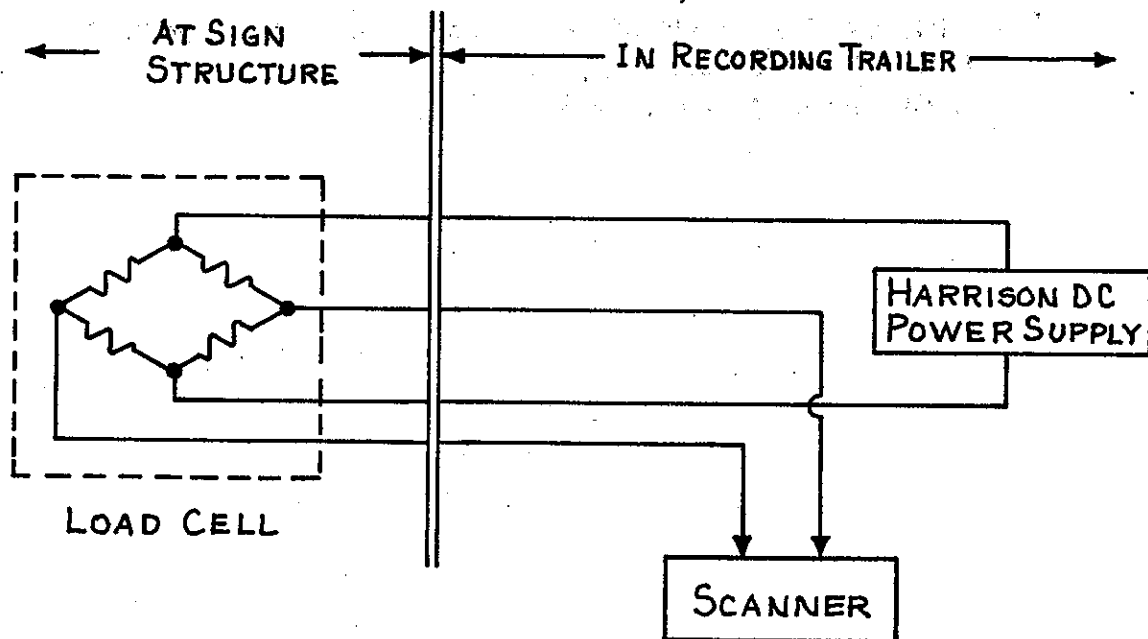 AT SIGN
STRUCTURE
IN RECORDING TRAILER
HARRISON DC
POWER SUPPLY
LOAD CELL
SCANNER